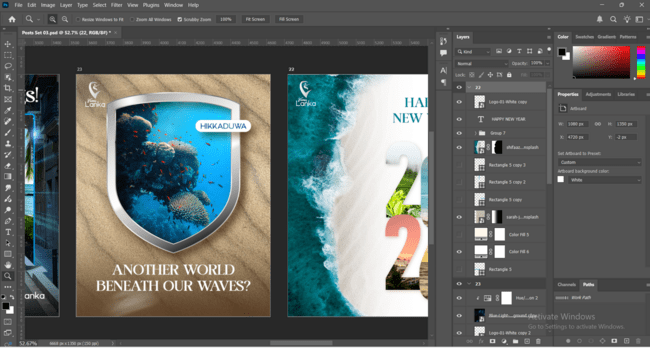 File Edit Image Layer Type Select Filter View Plugins Window Help
Resize Windows to Fit Zoom All Windows Scrubby Zoom 100% Fit Screen Fill Screen
Posts Set 03.psd @ 52.7% (22, RGB/8#) *
22
Lanka
HIKKADUWA
ANOTHER WORLD
BENEATH OUR WAVES?
s!
anka
23
Lanka
HA
NEW
20
2
52.67%
Layers
Kind
Normal Opacity: 100%
Lock: Fill:
23
Logo-01-White copy
HAPPY NEW YEAR
Group 7
Rectangle 5 copy 3
Rectangle 5 copy 2
Rectangle 5 copy
Color Fill 5
Color Fill 6
Rectangle 5
22
Logo-01-White copy 2
Color Swatches Gradients Patterns
Properties Adjustments Libraries
Artboard
W: 1080 px H: 1350 px
X: 4720 px Y: -2 px
Set Artboard to Preset:
Custom
Artboard background color:
White
Channels Paths
Work Path
Activate Windows
Go to Settings to activate Windows.